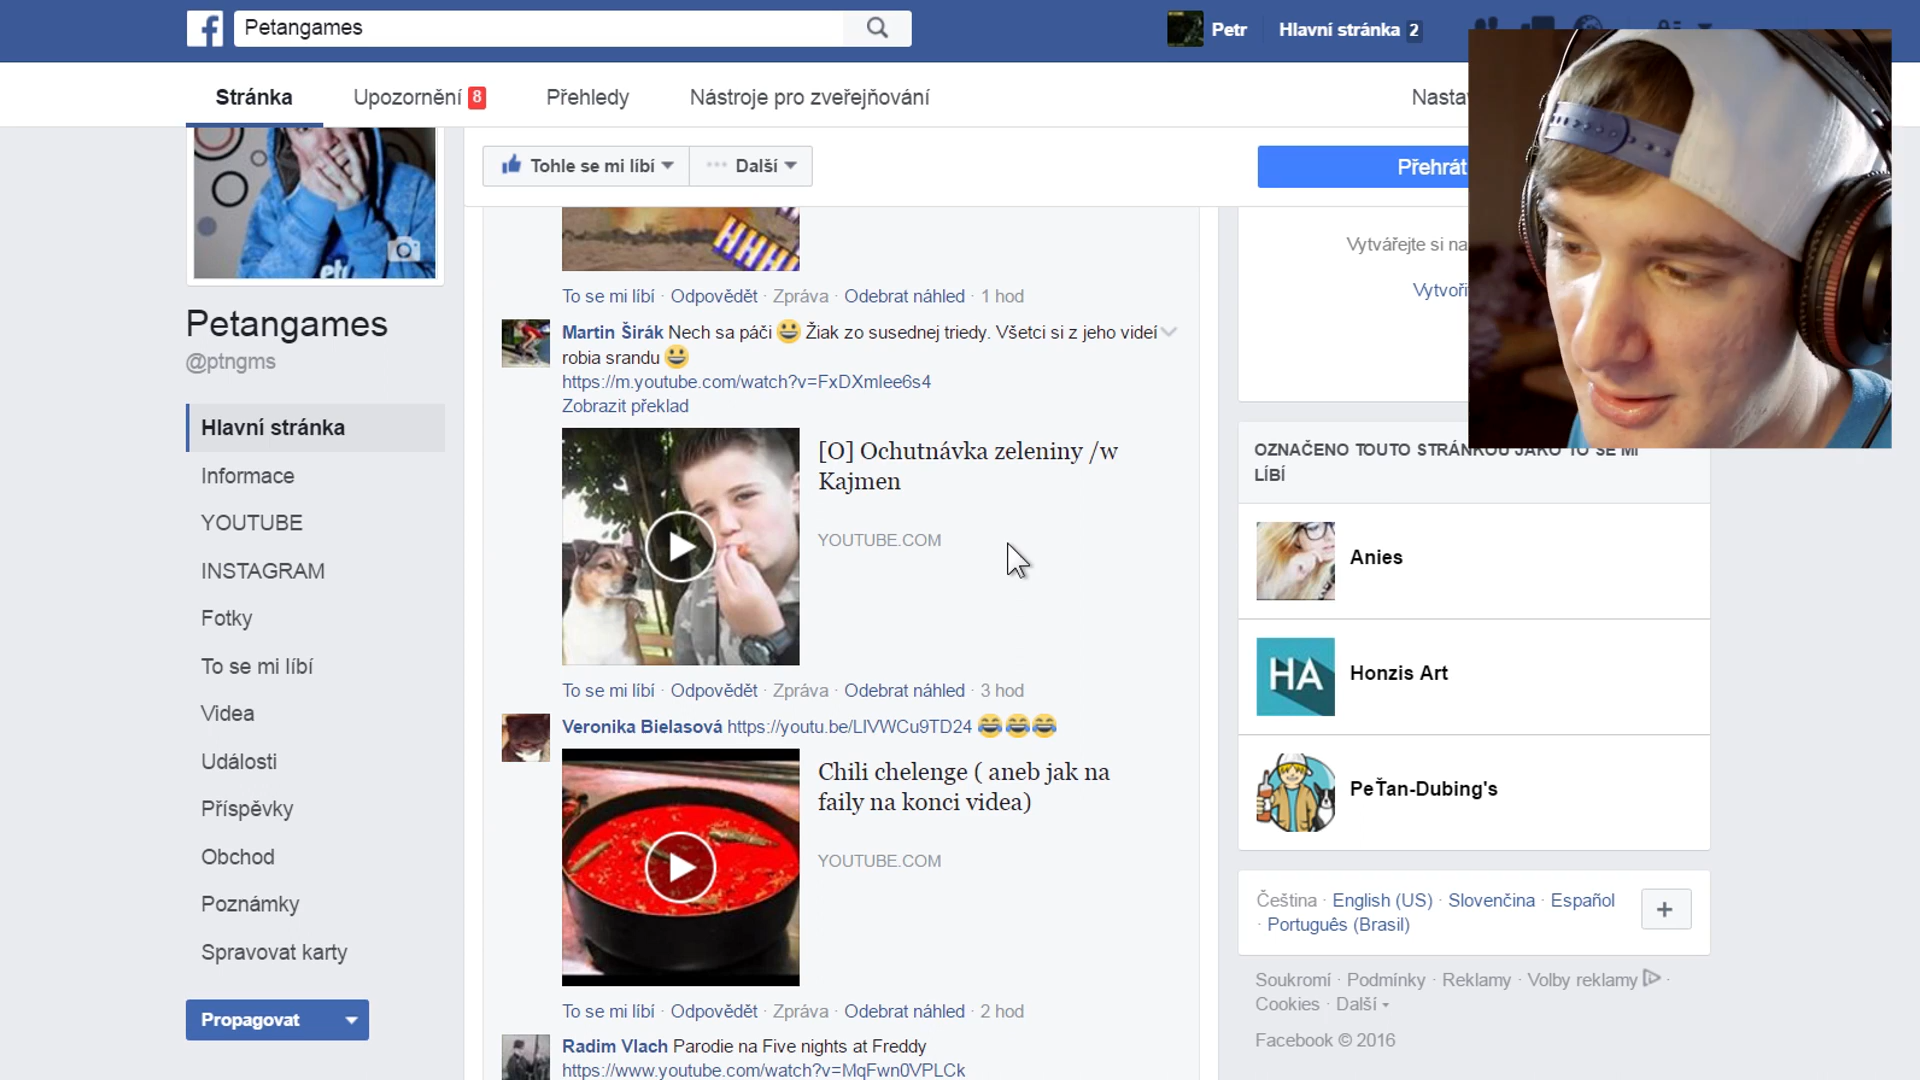 Petangames
Petr
Hlavní stránka 2
Stránka
Upozornění 8
Přehledy
Nástroje pro zveřejňování
Tohle se mi líbí
Další
Přehrát
Petangames
@ptngms
Hlavní stránka
Informace
YOUTUBE
INSTAGRAM
Fotky
To se mi líbí
Videa
Události
Příspěvky
Obchod
Poznámky
Spravovat karty
Propagovat
HHHH
To se mi líbí · Odpovědět · Zpráva · Odebrat náhled · 1 hod
Martin Širák Nech sa páči 😀 Žiak zo susednej triedy. Všetci si z jeho videí
robia srandu 😀
https://m.youtube.com/watch?v=FxDXmlee6s4
Zobrazit překlad
[O] Ochutnávka zeleniny /w
Kajmen
YOUTUBE.COM
To se mi líbí · Odpovědět · Zpráva · Odebrat náhled · 3 hod
Veronika Bielasová https://youtu.be/LIVWCu9TD24 😂😂😂
Chili chelenge ( aneb jak na
faily na konci videa)
YOUTUBE.COM
To se mi líbí · Odpovědět · Zpráva · Odebrat náhled · 2 hod
Radim Vlach Parodie na Five nights at Freddy
https://www.youtube.com/watch?v=MqFwn0VPLCk
Vytvářejte si
OZNAČENO TOUTO STRÁNKOU JAKO TO SE MI
LÍBÍ
Anies
HA
Honzis Art
PeŤan-Dubing's
Čeština · English (US) · Slovenčina · Español
· Português (Brasil)
Soukromí · Podmínky · Reklamy · Volby reklamy ·
Cookies · Další
Facebook © 2016